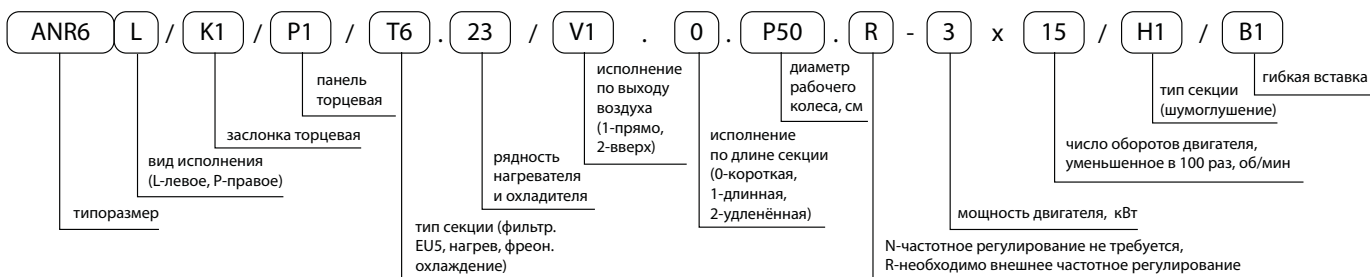 ANR6 L / K1 / P1 / T6 . 23 / V1 . 0 . P50 . R - 3 x 15 / H1 / B1
типоразмер
вид исполнения
(L-левое, P-правое)
заслонка торцевая
панель
торцевая
тип секции (фильтр.
EU5, нагрев, фреон.
охлаждение)
рядность
нагревателя
и охладителя
исполнение
по выходу
воздуха
(1-прямо,
2-вверх)
исполнение
по длине секции
(0-короткая,
1-длинная,
2-удленённая)
диаметр
рабочего
колеса, см
N-частотное регулирование не требуется,
R-необходимо внешнее частотное регулирование
мощность двигателя, кВт
число оборотов двигателя,
уменьшенное в 100 раз, об/мин
тип секции
(шумоглушение)
гибкая вставка